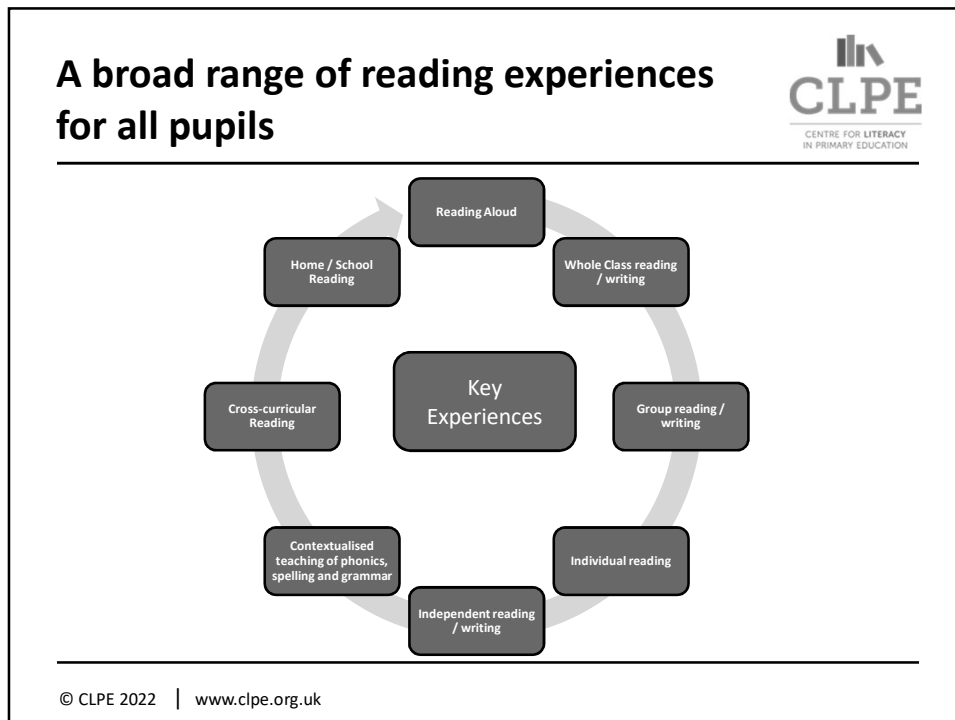 A broad range of reading experiences
for all pupils
CLPE
CENTRE FOR LITERACY
IN PRIMARY EDUCATION
Reading Aloud
Whole Class reading
/ writing
Group reading /
writing
Individual reading
Independent reading
/ writing
Contextualised
teaching of phonics,
spelling and grammar
Cross-curricular
Reading
Home / School
Reading
Key
Experiences
© CLPE 2022 | www.clpe.org.uk